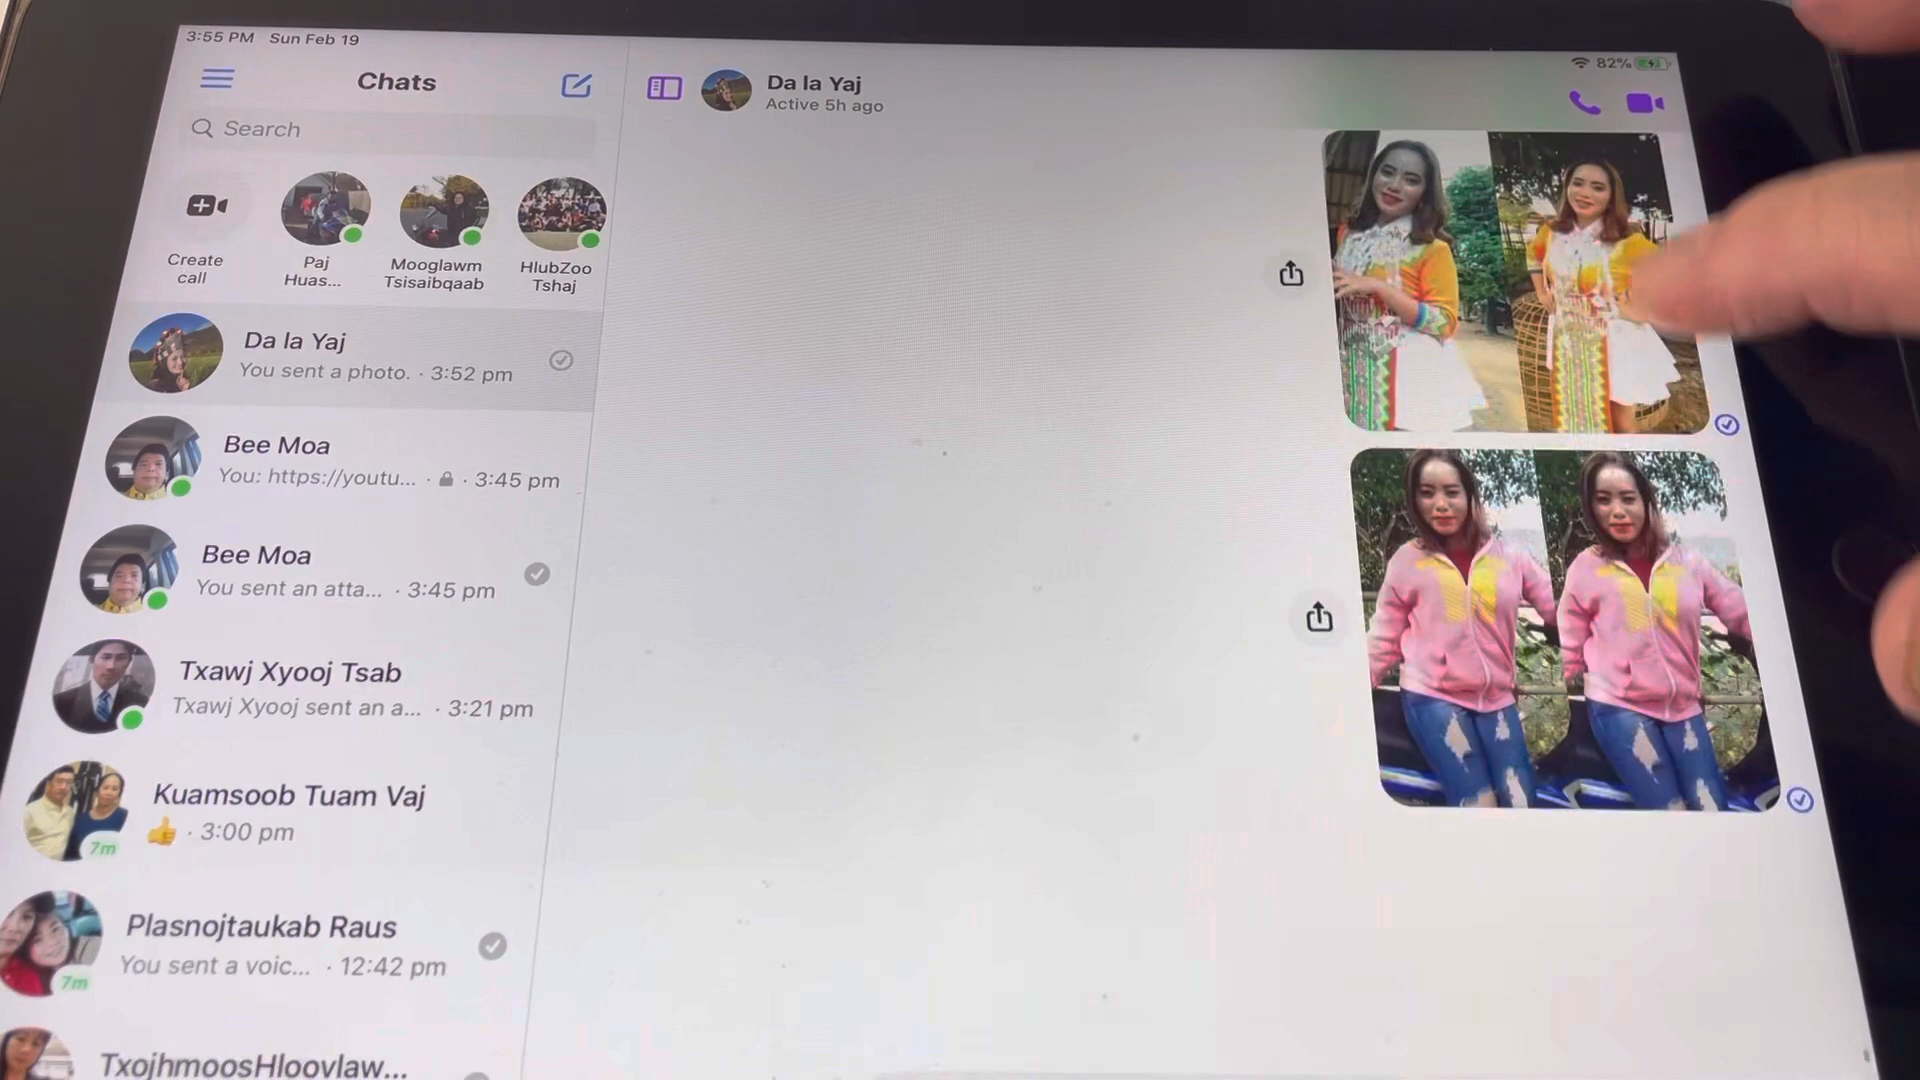 3:55 PM Sun Feb 19
82%
Chats
Search
Create call
Paj Huas...
Mooglawm Tsisaibqaab
HlubZoo Tshaj
Da la Yaj
You sent a photo. · 3:52 pm
Bee Moa
You: https://youtu... · 3:45 pm
Bee Moa
You sent an atta... · 3:45 pm
Txawj Xyooj Tsab
Txawj Xyooj sent an a... · 3:21 pm
Kuamsoob Tuam Vaj
👍 · 3:00 pm
7m
Plasnojtaukab Raus
You sent a voic... · 12:42 pm
7m
TxojhmoosHloovlaw...
Da la Yaj
Active 5h ago